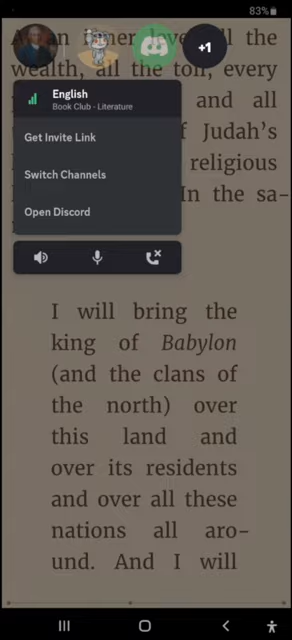 83%
+1
the
wealth, all the toil, every
and all
Judah's
religious
In the sa-
English
Book Club - Literature
Get Invite Link
Switch Channels
Open Discord
I will bring the
king of Babylon
(and the clans of
the north) over
this land and
over its residents
and over all these
nations all aro-
und. And I will